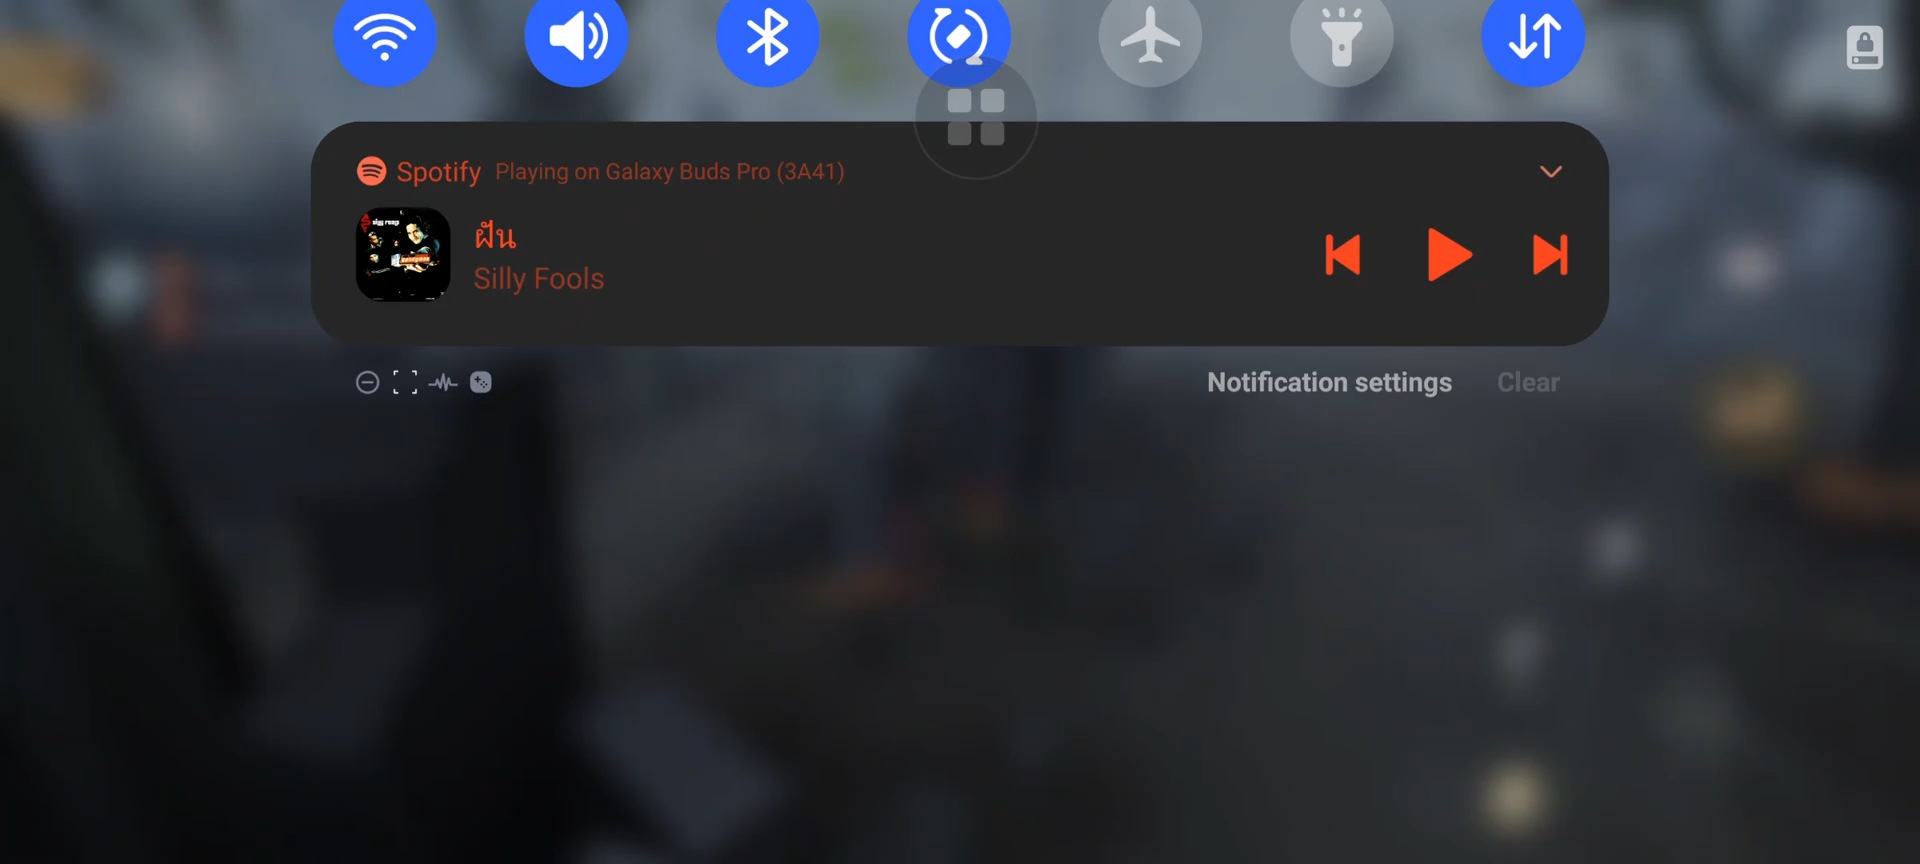 Spotify Playing on Galaxy Buds Pro (3A41)
ฝัน
Silly Fools
Notification settings Clear